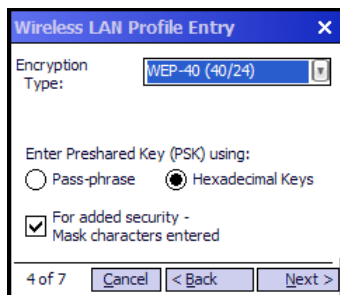 Wireless LAN Profile Entry X
Encryption
Type:
WEP-40 (40/24)
Enter Preshared Key (PSK) using:
Pass-phrase Hexadecimal Keys
For added security -
Mask characters entered
4 of 7 Cancel < Back Next >